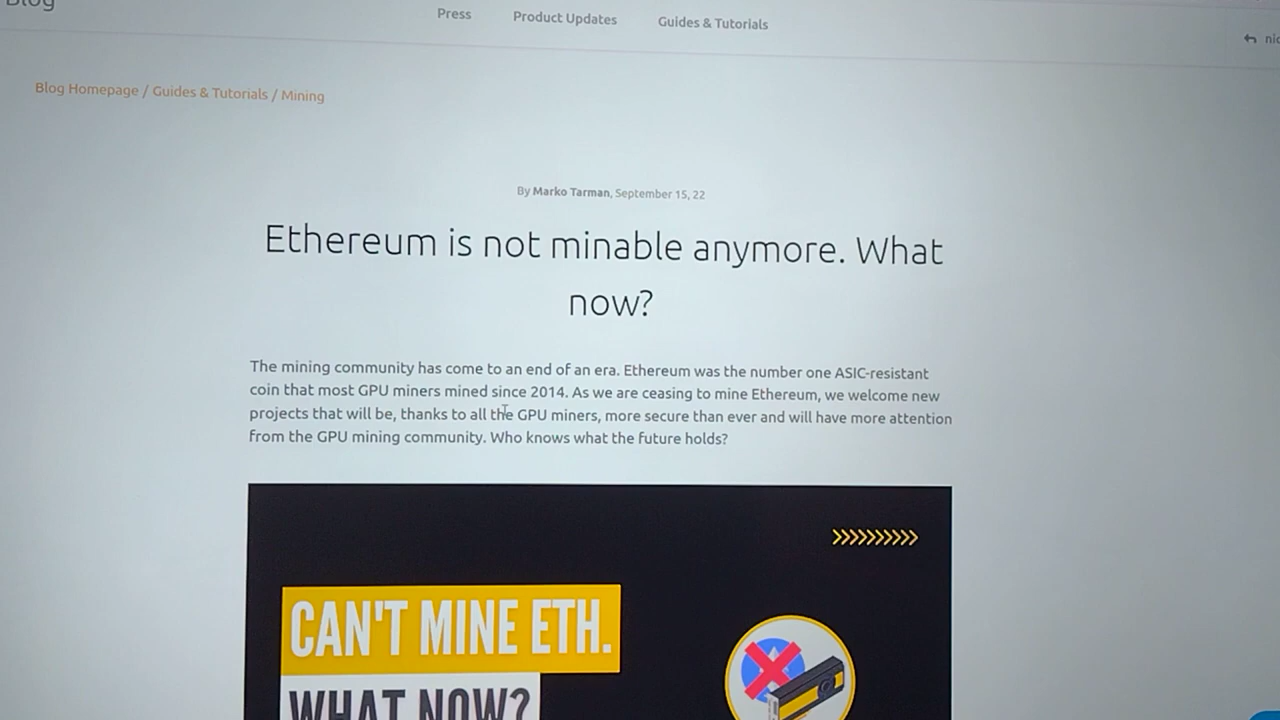 Blog
Press Product Updates Guides & Tutorials
Blog Homepage / Guides & Tutorials / Mining
By Marko Tarman, September 15, 22
Ethereum is not minable anymore. What
now?
The mining community has come to an end of an era. Ethereum was the number one ASIC-resistant
coin that most GPU miners mined since 2014. As we are ceasing to mine Ethereum, we welcome new
projects that will be, thanks to all the GPU miners, more secure than ever and will have more attention
from the GPU mining community. Who knows what the future holds?
CAN'T MINE ETH.
WHAT NOW?